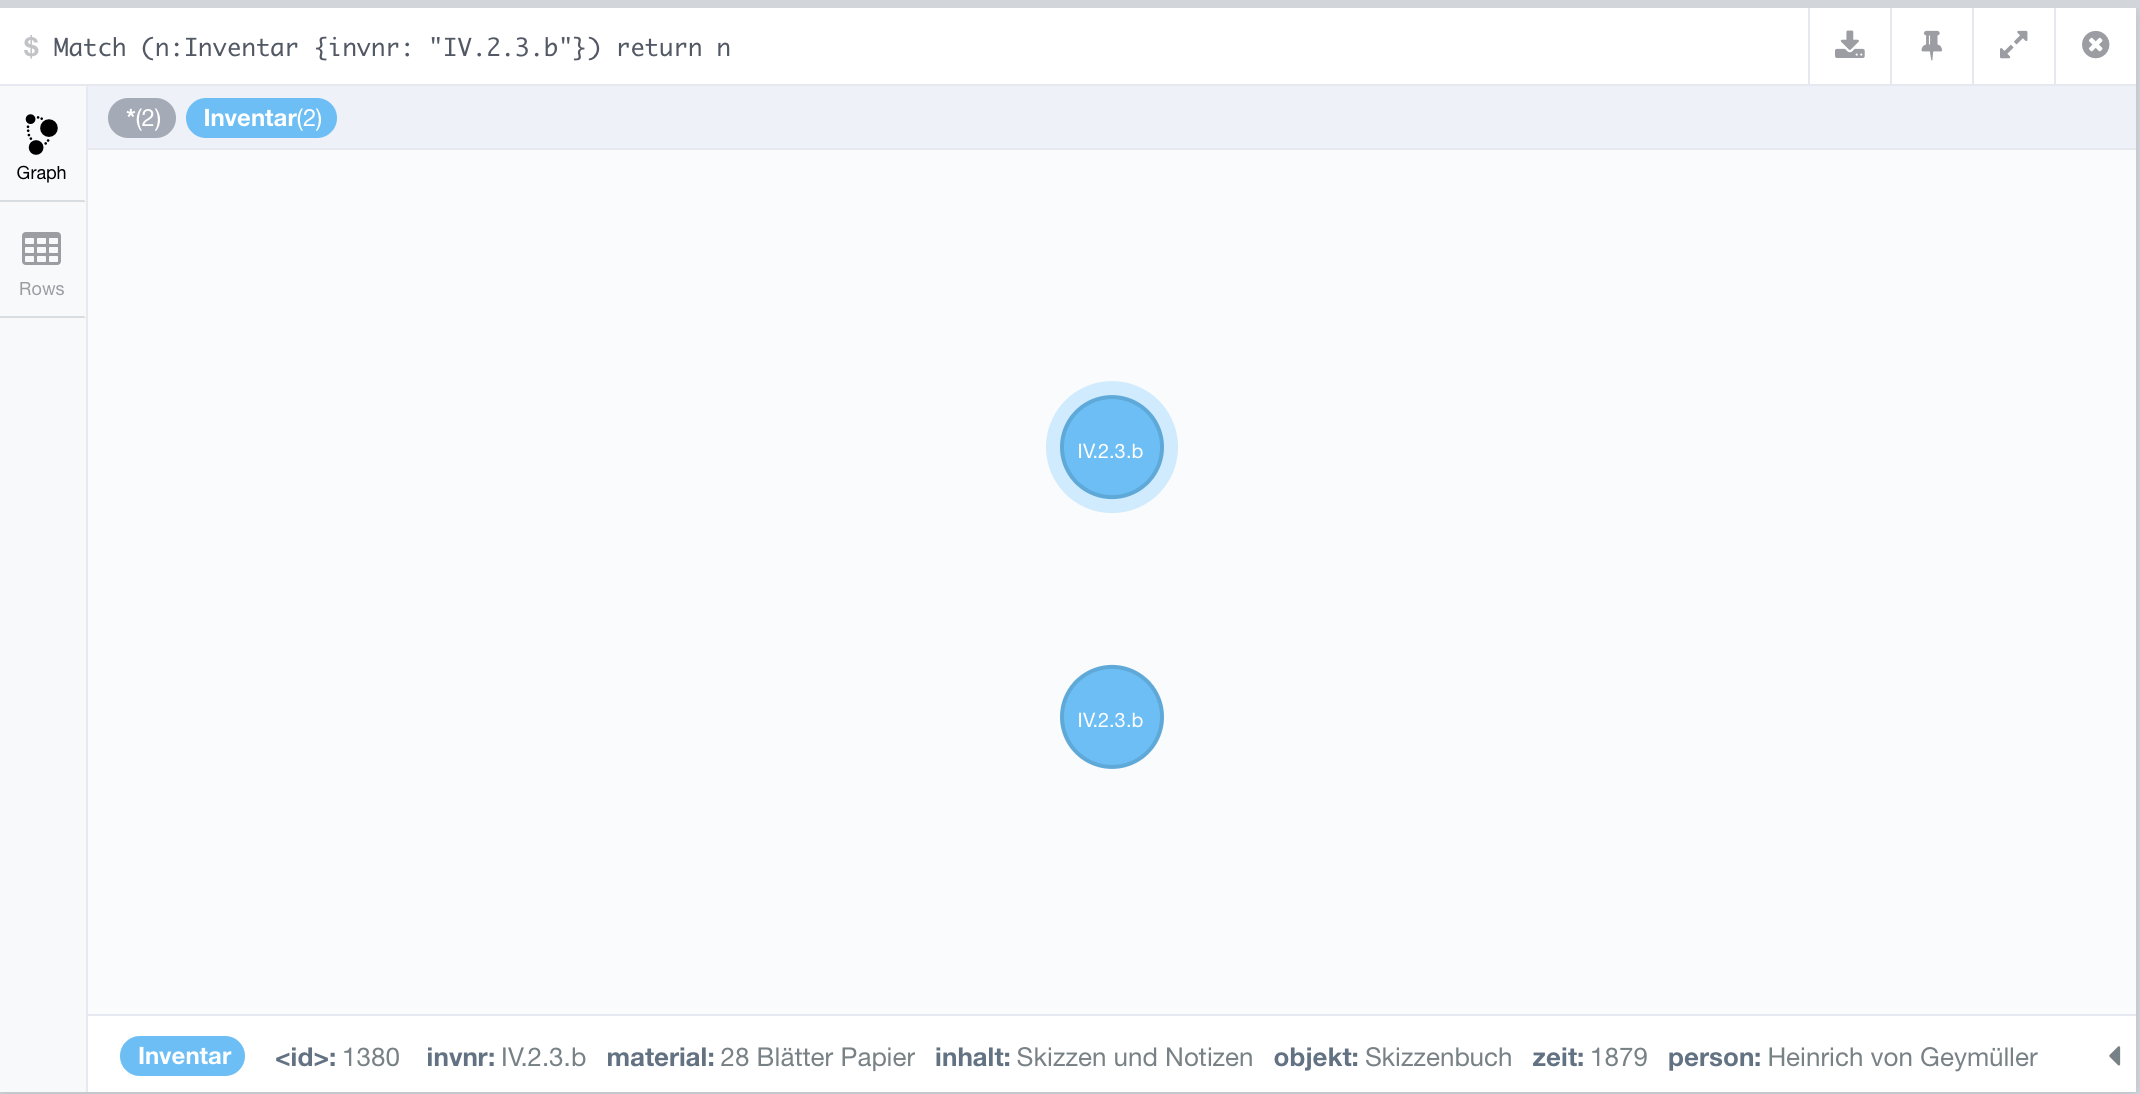 $ Match (n:Inventar {invnr: "IV.2.3.b"}) return n
*(2) Inventar(2)
Graph
Rows
IV.2.3.b
IV.2.3.b
Inventar <id>: 1380 invnr: IV.2.3.b material: 28 Blätter Papier inhalt: Skizzen und Notizen objekt: Skizzenbuch zeit: 1879 person: Heinrich von Geymüller